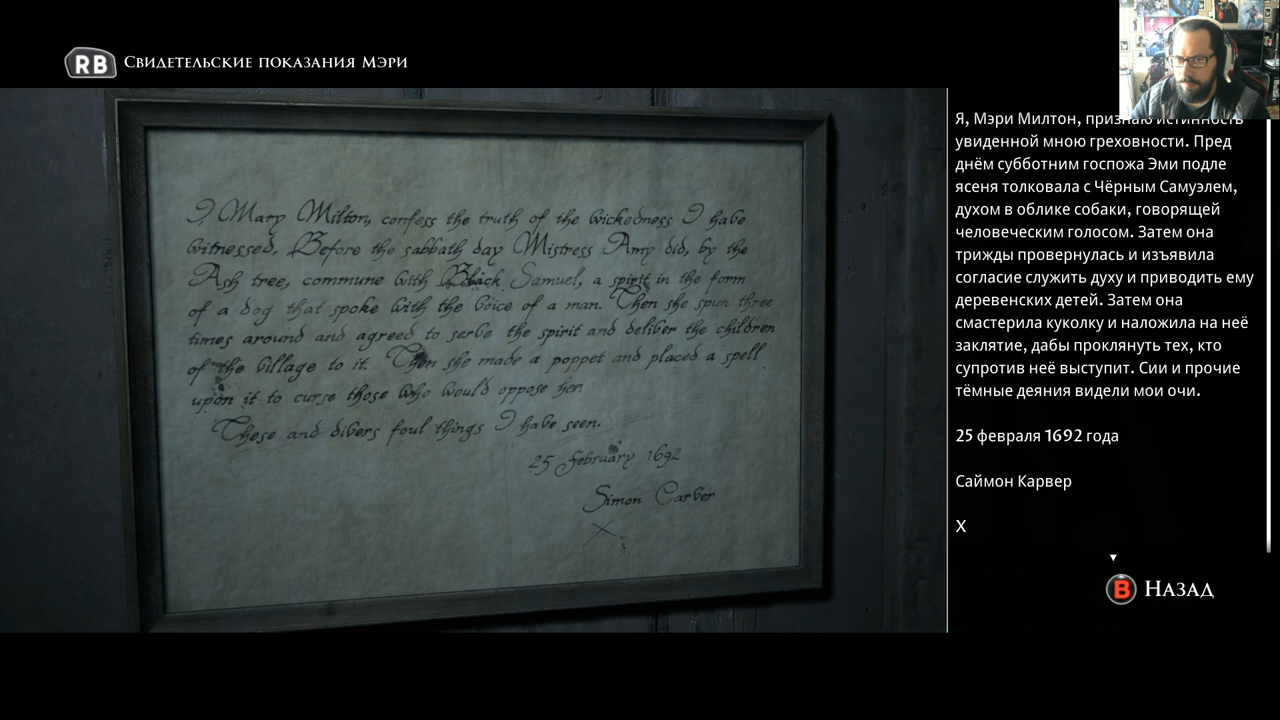 RB Свидетельские показания Мэри
I Mary Milton, confess the truth of the wickedness I have
witnessed. Before the sabbath day Mistress Amy did, by the
Ash tree, commune with Black Samuel, a spirit in the form
of a dog that spoke with the voice of a man. Then she spun three
times around and agreed to serve the spirit and deliver the children
of the village to it. Then she made a poppet and placed a spell
upon it to curse those who would oppose her.
These and divers foul things I have seen.
25 February 1692
Simon Carver
X
Я, Мэри Милтон, признаю истинность
увиденной мною греховности. Пред
днём субботним госпожа Эми подле
ясеня толковала с Чёрным Самуэлем,
духом в облике собаки, говорящей
человеческим голосом. Затем она
трижды провернулась и изъявила
согласие служить духу и приводить ему
деревенских детей. Затем она
смастерила куколку и наложила на неё
заклятие, дабы проклянуть тех, кто
супротив неё выступит. Сии и прочие
тёмные деяния видели мои очи.
25 февраля 1692 года
Саймон Карвер
X
B Назад